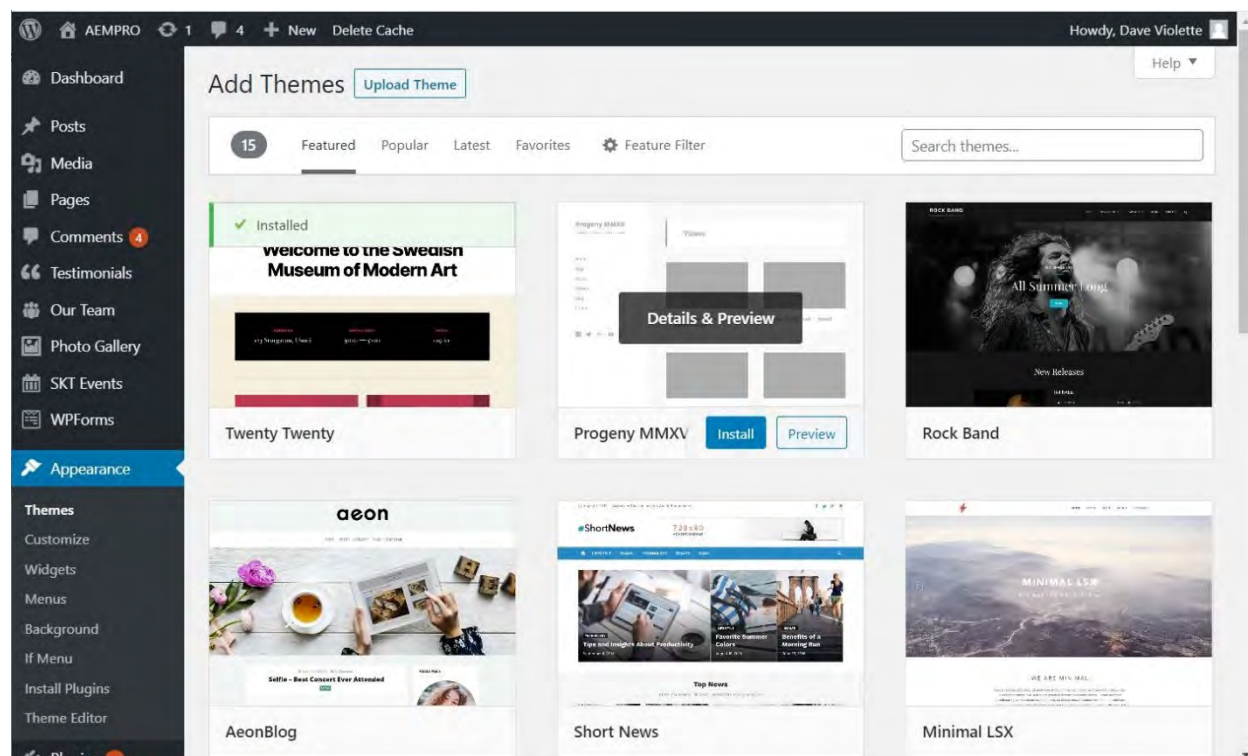 AEMPRO 1 4 New Delete Cache Howdy, Dave Violette
Help
Dashboard
Posts
Media
Pages
Comments 4
Testimonials
Our Team
Photo Gallery
SKT Events
WPForms
Appearance
Themes
Customize
Widgets
Menus
Background
If Menu
Install Plugins
Theme Editor
Add Themes Upload Theme
15 Featured Popular Latest Favorites Feature Filter Search themes...
Installed
Welcome to the Swedish
Museum of Modern Art
Twenty Twenty
Progeny MMXV
Videos
Details & Preview
Progeny MMXV Install Preview
ROCK BAND
All Summer Long
New Releases
Rock Band
aeon
Selfie – Best Concert Ever Attended
AeonBlog
#ShortNews 728x90
Tips and Insights About Productivity
Favorite Summer
Colors
Benefits of a
Morning Run
Top News
Short News
MINIMAL LSX
WE ARE MINIMAL
Minimal LSX